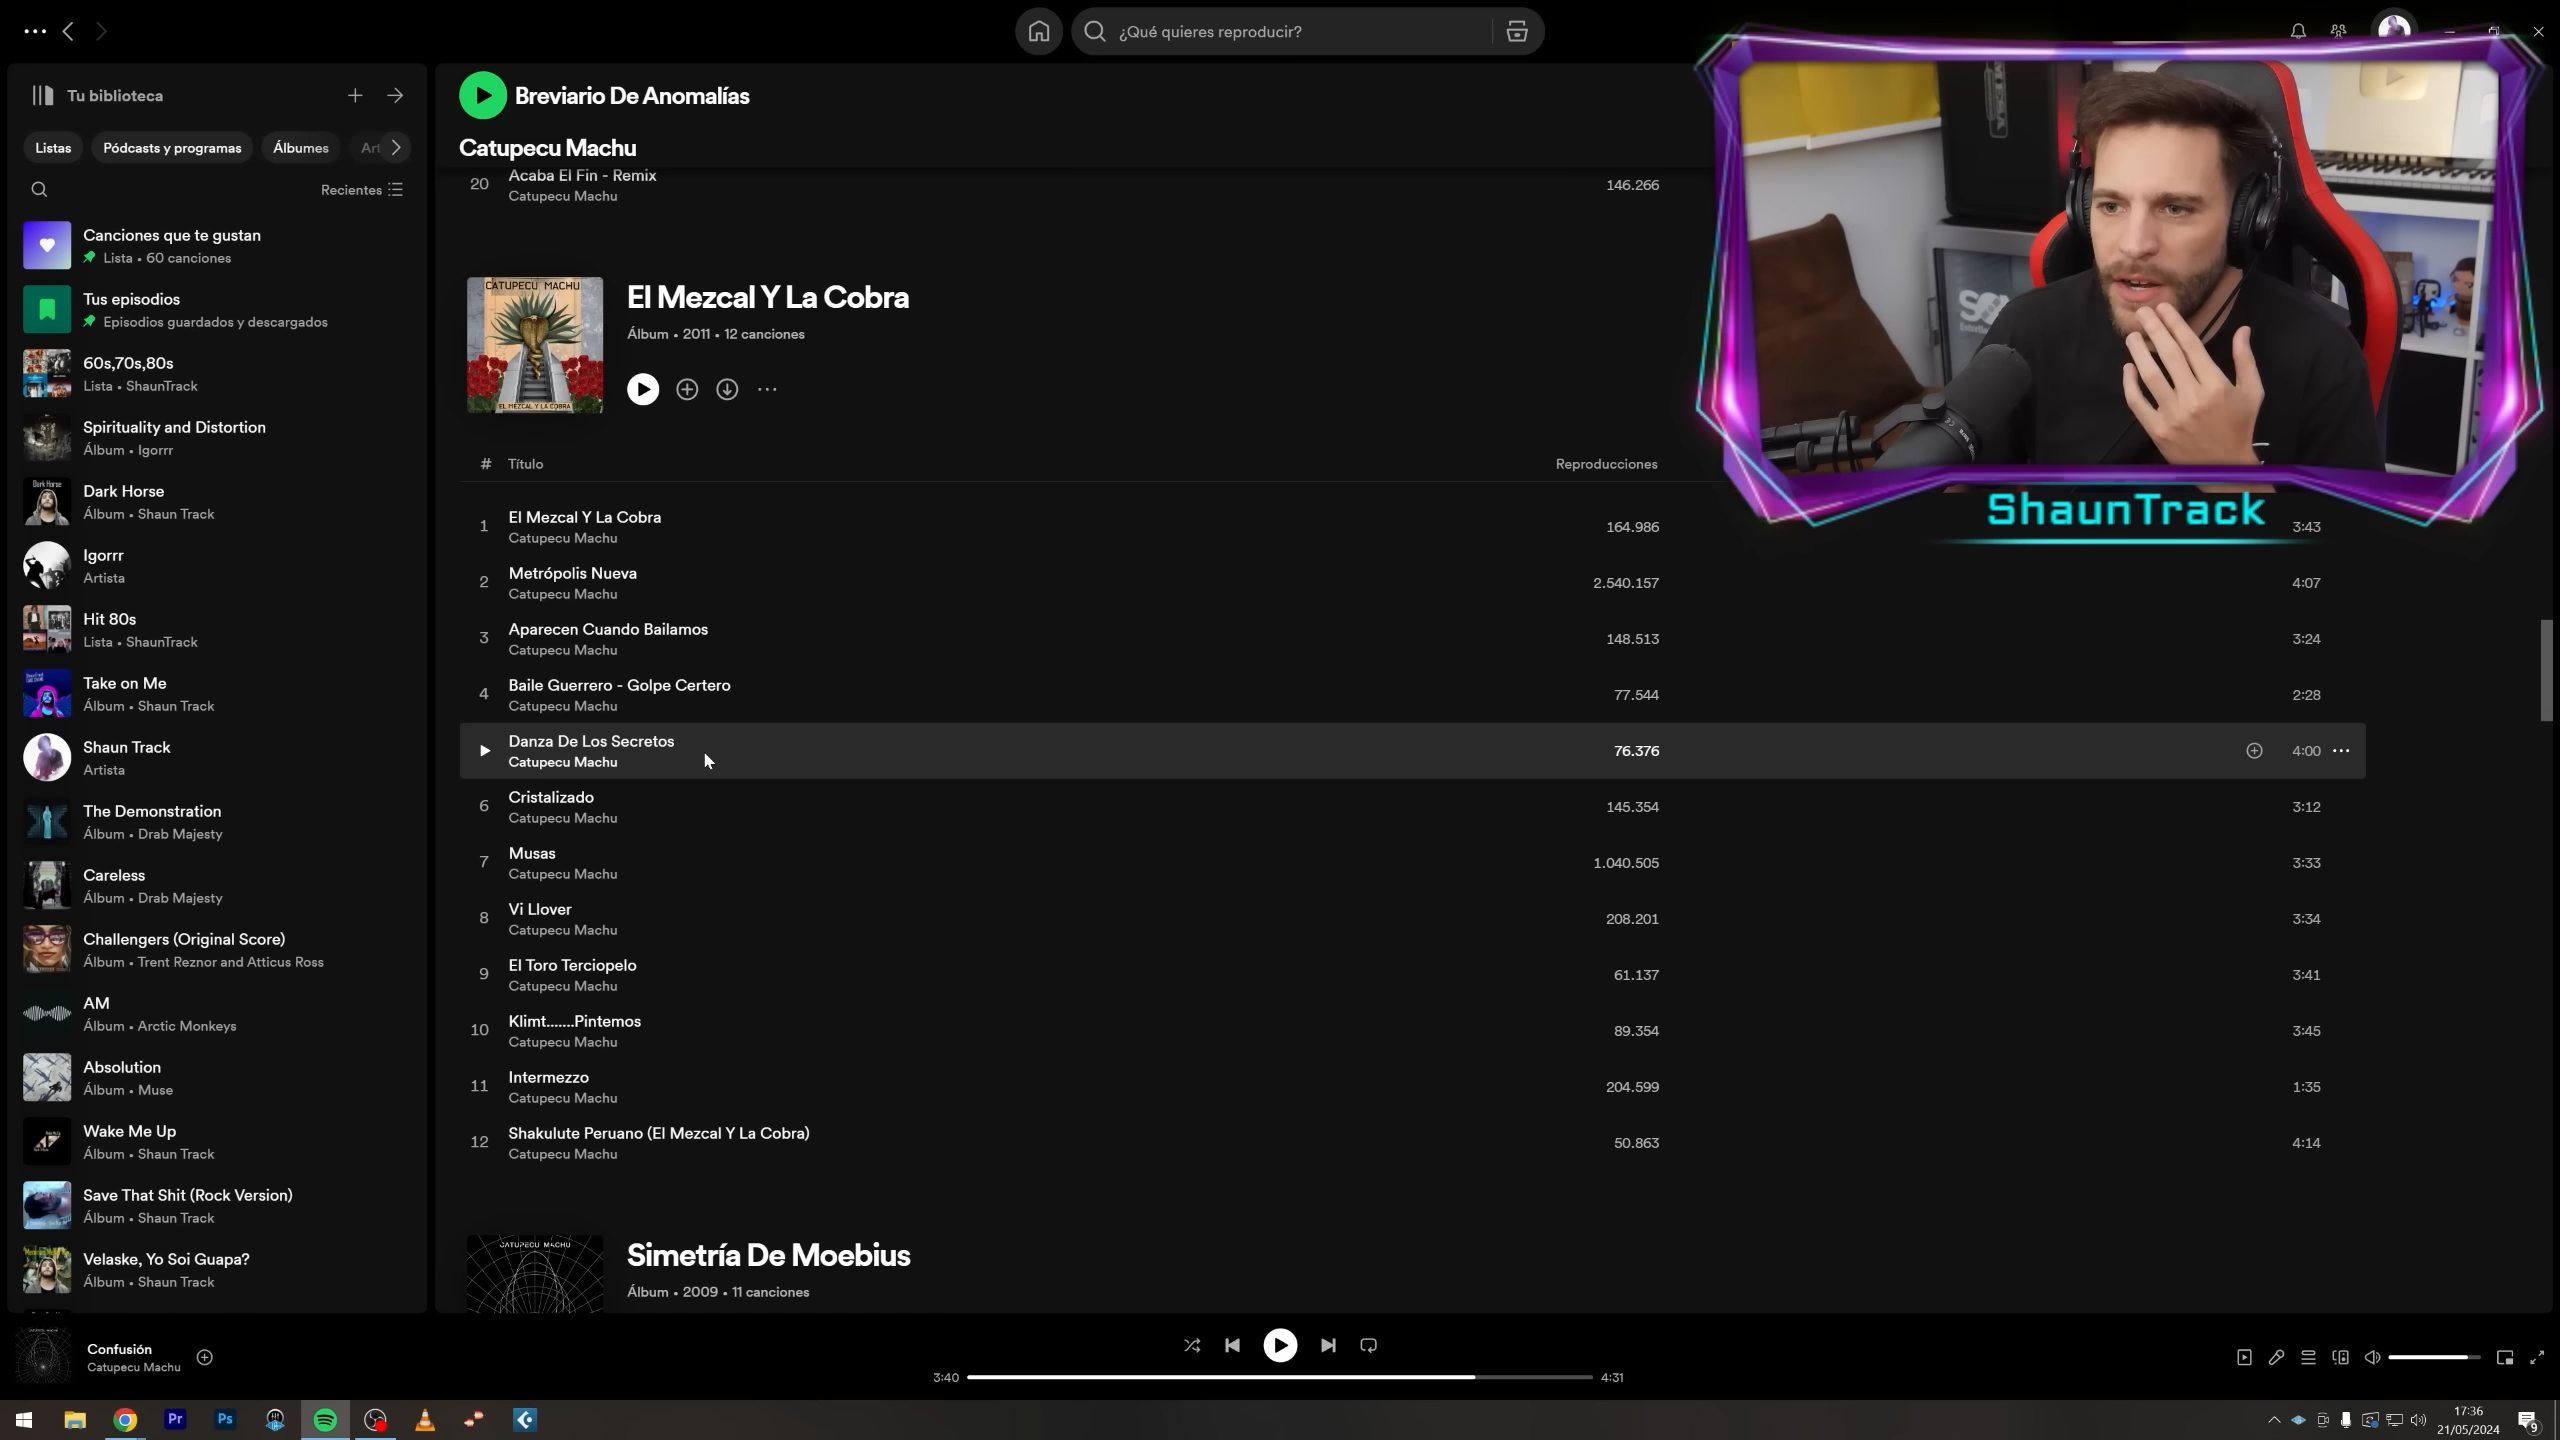 ¿Qué quieres reproducir?
Tu biblioteca
Listas
Pódcasts y programas
Álbumes
Art
Recientes
Canciones que te gustan
Lista • 60 canciones
Tus episodios
Episodios guardados y descargados
60s,70s,80s
Lista • ShaunTrack
Spirituality and Distortion
Álbum • Igorrr
Dark Horse
Álbum • Shaun Track
Igorrr
Artista
Hit 80s
Lista • ShaunTrack
Take on Me
Álbum • Shaun Track
Shaun Track
Artista
The Demonstration
Álbum • Drab Majesty
Careless
Álbum • Drab Majesty
Challengers (Original Score)
Álbum • Trent Reznor and Atticus Ross
AM
Álbum • Arctic Monkeys
Absolution
Álbum • Muse
Wake Me Up
Álbum • Shaun Track
Save That Shit (Rock Version)
Álbum • Shaun Track
Velaske, Yo Soi Guapa?
Álbum • Shaun Track
Breviario De Anomalías
Catupecu Machu
20 Acaba El Fin - Remix 146.266
Catupecu Machu
CATUPECU MACHU
EL MEZCAL Y LA COBRA
El Mezcal Y La Cobra
Álbum • 2011 • 12 canciones
# Título Reproducciones
1 El Mezcal Y La Cobra 164.986 3:43
Catupecu Machu
2 Metrópolis Nueva 2.540.157 4:07
Catupecu Machu
3 Aparecen Cuando Bailamos 148.513 3:24
Catupecu Machu
4 Baile Guerrero - Golpe Certero 77.544 2:28
Catupecu Machu
Danza De Los Secretos 76.376 4:00
Catupecu Machu
6 Cristalizado 145.354 3:12
Catupecu Machu
7 Musas 1.040.505 3:33
Catupecu Machu
8 Vi Llover 208.201 3:34
Catupecu Machu
9 El Toro Terciopelo 61.137 3:41
Catupecu Machu
10 Klimt.......Pintemos 89.354 3:45
Catupecu Machu
11 Intermezzo 204.599 1:35
Catupecu Machu
12 Shakulute Peruano (El Mezcal Y La Cobra) 50.863 4:14
Catupecu Machu
CATUPECU MACHU
Simetría De Moebius
Álbum • 2009 • 11 canciones
ShaunTrack
Confusión
Catupecu Machu
3:40
4:31
Pr
Ps
17:36
21/05/2024
9